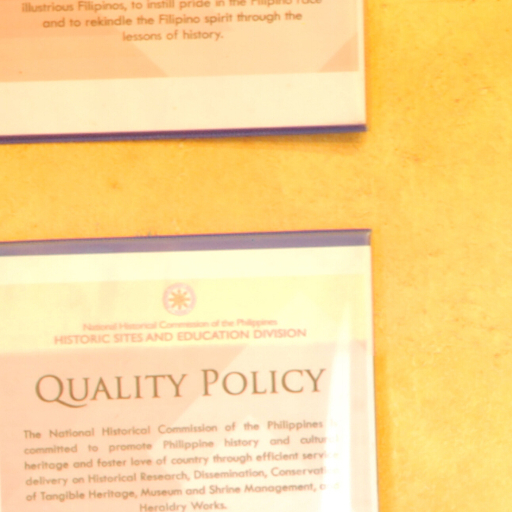 illustrious Filipinos, to instill pride in the Filipino race
and to rekindle the Filipino spirit through the
lessons of history.
National Historical Commission of the Philippines
HISTORIC SITES AND EDUCATION DIVISION
QUALITY POLICY
The National Historical Commission of the Philippines
committed to promote Philippine history and
heritage and foster love of country through efficient
delivery on Historical Research, Dissemination,
of Tangible Heritage, Museum and Shrine Management,
Heraldry Works.